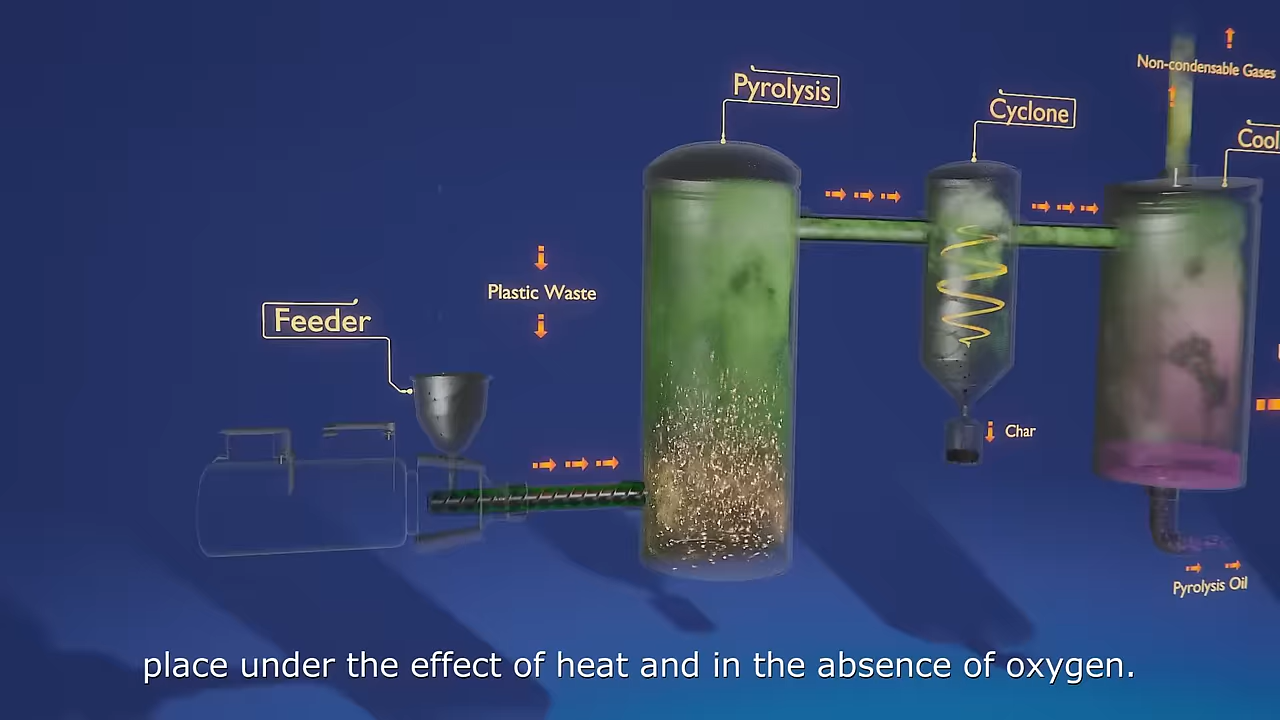 Non-condensable Gases
Pyrolysis
Cyclone
Cool
Plastic Waste
Feeder
Char
Pyrolysis Oil
place under the effect of heat and in the absence of oxygen.